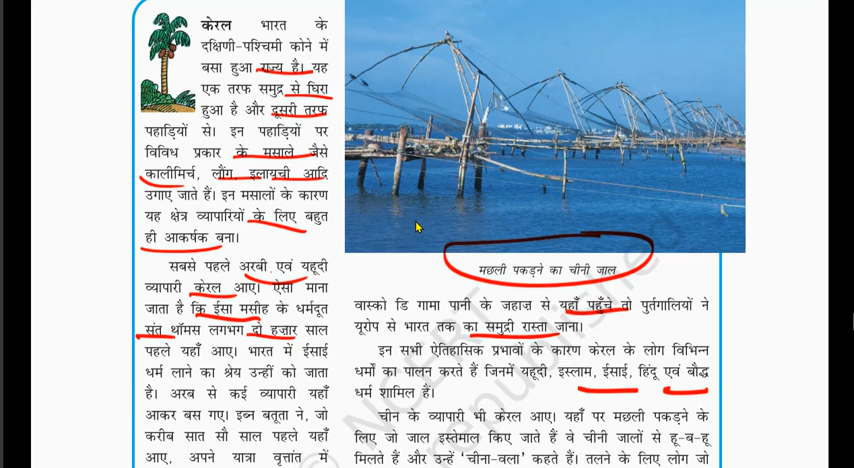 केरल भारत के
दक्षिणी-पश्चिमी कोने में
बसा हुआ राज्य है। यह
एक तरफ समुद्र से घिरा
हुआ है और दूसरी तरफ
पहाड़ियों से। इन पहाड़ियों पर
विविध प्रकार के मसाले जैसे
कालीमिर्च, लौंग, इलायची आदि
उगाए जाते हैं। इन मसालों के कारण
यह क्षेत्र व्यापारियों के लिए बहुत
ही आकर्षक बना।
सबसे पहले अरबी एवं यहूदी
व्यापारी केरल आए। ऐसा माना
जाता है कि ईसा मसीह के धर्मदूत
संत थॉमस लगभग दो हज़ार साल
पहले यहाँ आए। भारत में ईसाई
धर्म लाने का श्रेय उन्हीं को जाता
है। अरब से कई व्यापारी यहाँ
आकर बस गए। इब्न बतूता ने, जो
करीब सात सौ साल पहले यहाँ
आए, अपने यात्रा वृत्तांत में
मछली पकड़ने का चीनी जाल
वास्को डि गामा पानी के जहाज़ से यहाँ पहुँचे तो पुर्तगालियों ने
यूरोप से भारत तक का समुद्री रास्ता जाना।
इन सभी ऐतिहासिक प्रभावों के कारण केरल के लोग विभिन्न
धर्मों का पालन करते हैं जिनमें यहूदी, इस्लाम, ईसाई, हिंदू एवं बौद्ध
धर्म शामिल हैं।
चीन के व्यापारी भी केरल आए। यहाँ पर मछली पकड़ने के
लिए जो जाल इस्तेमाल किए जाते हैं वे चीनी जालों से हू-ब-हू
मिलते हैं और उन्हें ‘चीना-वला’ कहते हैं। तलने के लिए लोग जो
© NCERT
republished